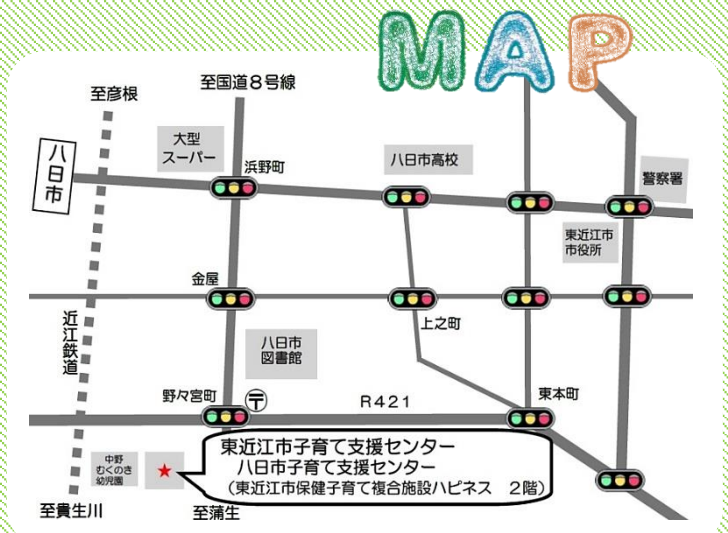 MAP
至彦根
至国道8号線
八日市
大型
スーパー
浜野町
八日市高校
警察署
東近江市
市役所
金屋
上之町
近江鉄道
八日市
図書館
野々宮町
〒
R421
東本町
中野
むくのき
幼児園
東近江市子育て支援センター
八日市子育て支援センター
（東近江市保健子育て複合施設ハピネス　2階）
至貴生川
至蒲生